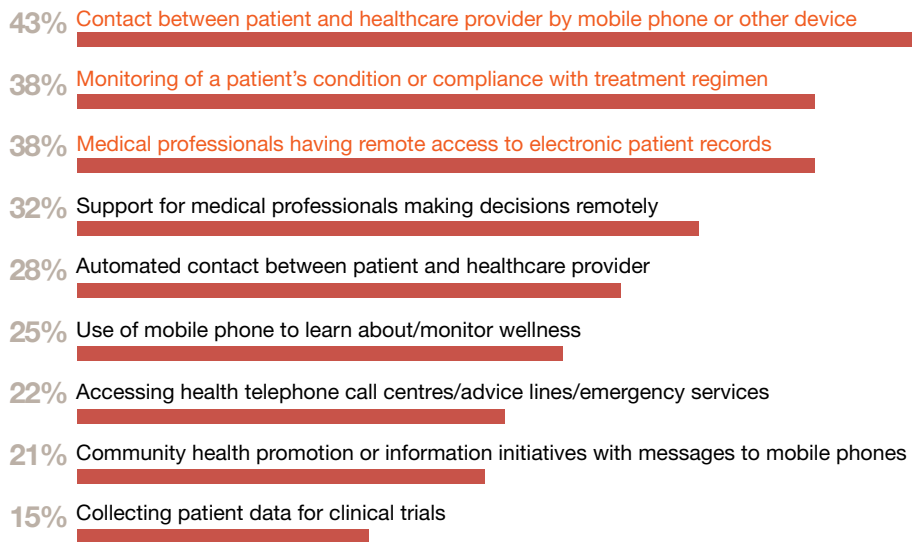 43% Contact between patient and healthcare provider by mobile phone or other device
38% Monitoring of a patient’s condition or compliance with treatment regimen
38% Medical professionals having remote access to electronic patient records
32% Support for medical professionals making decisions remotely
28% Automated contact between patient and healthcare provider
25% Use of mobile phone to learn about/monitor wellness
22% Accessing health telephone call centres/advice lines/emergency services
21% Community health promotion or information initiatives with messages to mobile phones
15% Collecting patient data for clinical trials